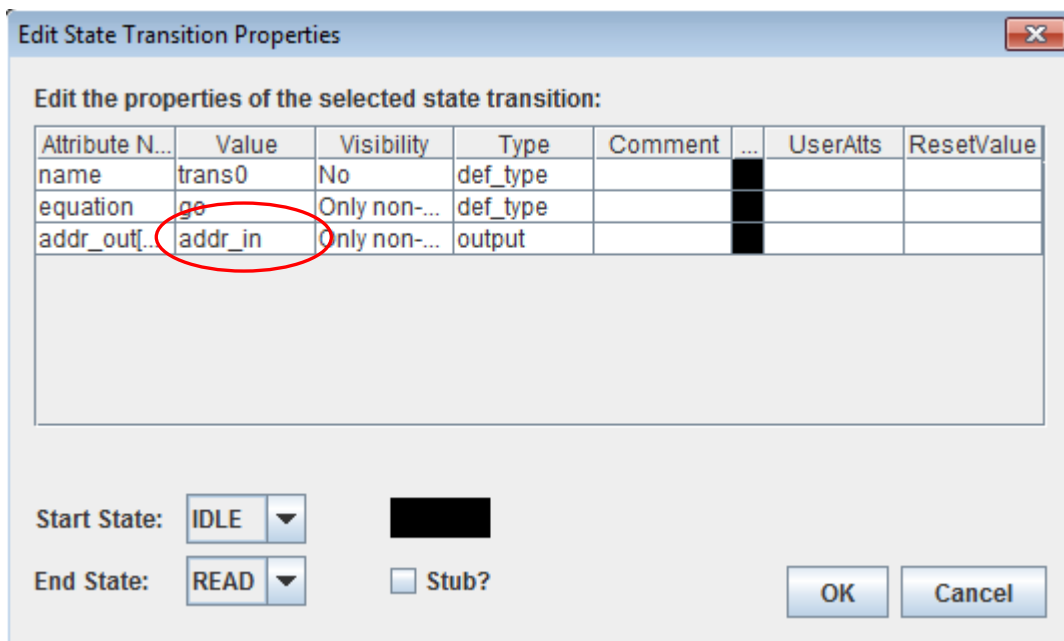 Edit State Transition Properties
Edit the properties of the selected state transition:
Attribute N... Value Visibility Type Comment ... UserAtts ResetValue
name trans0 No def_type
equation go Only non-... def_type
addr_out[... addr_in Only non-... output
Start State: IDLE
End State: READ Stub? OK Cancel